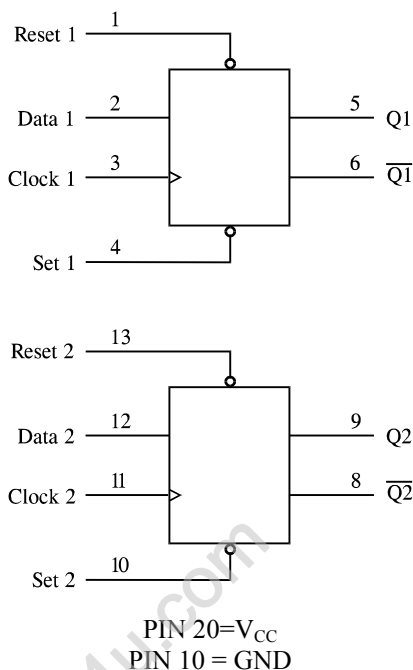 Reset 1 1
Data 1 2 5 Q1
Clock 1 3 6 Q1
Set 1 4
Reset 2 13
Data 2 12 9 Q2
Clock 2 11 8 Q2
Set 2 10
4u.com
PIN 20=VCC
PIN 10 = GND